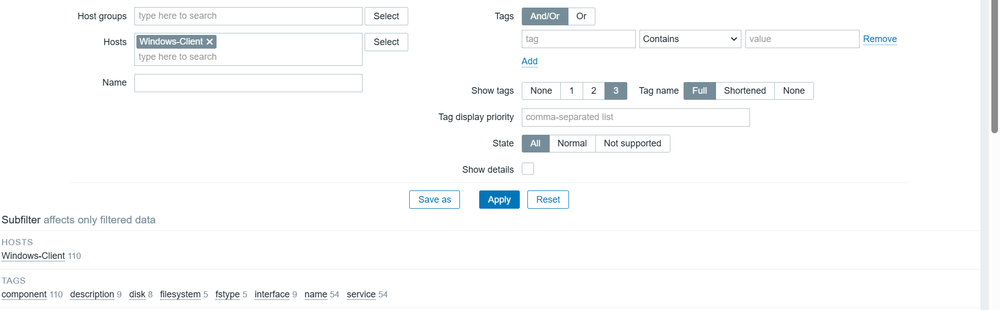 Host groups type here to search Select
Hosts Windows-Client Select
type here to search
Name
Tags And/Or Or
tag Contains value Remove
Add
Show tags None 1 2 3 Tag name Full Shortened None
Tag display priority comma-separated list
State All Normal Not supported
Show details
Save as Apply Reset
Subfilter affects only filtered data
HOSTS
Windows-Client 110
TAGS
component 110 description 9 disk 8 filesystem 5 fstype 5 interface 9 name 54 service 54